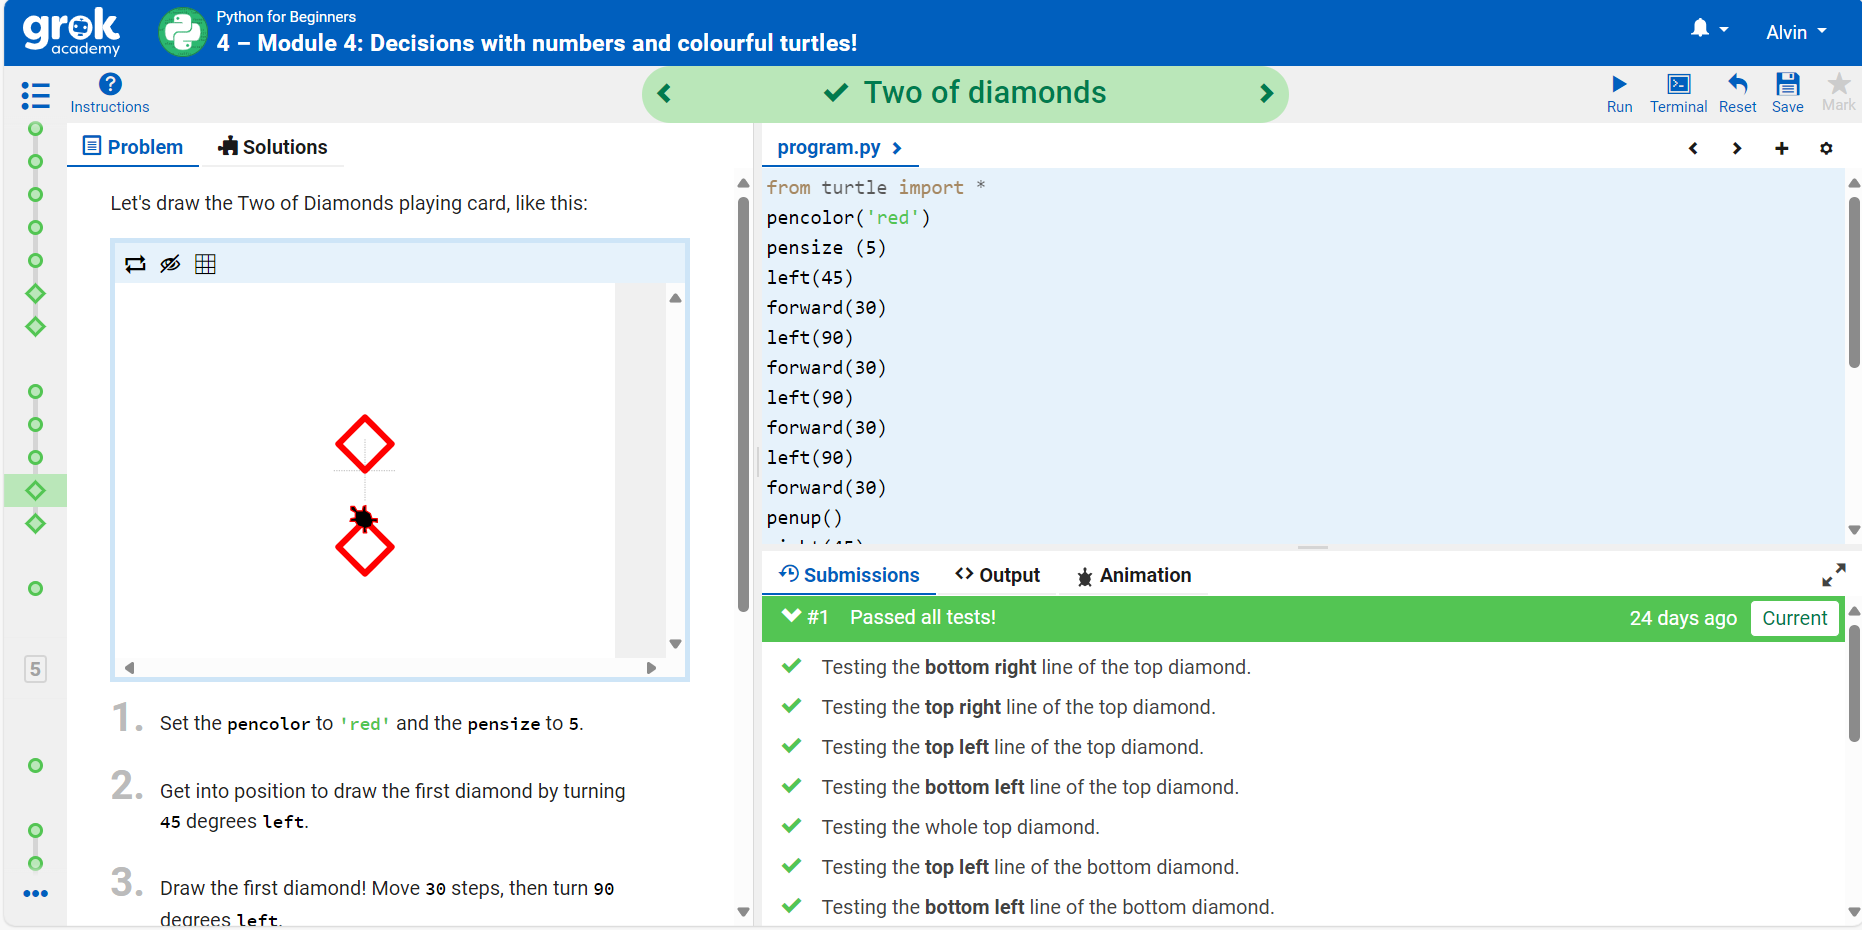 grok
academy
Python for Beginners
4 – Module 4: Decisions with numbers and colourful turtles!
Alvin
Instructions
Two of diamonds
Run
Terminal
Reset
Save
Mark
Problem
Solutions
Let's draw the Two of Diamonds playing card, like this:
1. Set the pencolor to 'red' and the pensize to 5.
2. Get into position to draw the first diamond by turning
45 degrees left.
3. Draw the first diamond! Move 30 steps, then turn 90
degrees left.
5
program.py
from turtle import *
pencolor('red')
pensize (5)
left(45)
forward(30)
left(90)
forward(30)
left(90)
forward(30)
left(90)
forward(30)
penup()
Submissions
Output
Animation
#1 Passed all tests!
24 days ago
Current
Testing the bottom right line of the top diamond.
Testing the top right line of the top diamond.
Testing the top left line of the top diamond.
Testing the bottom left line of the top diamond.
Testing the whole top diamond.
Testing the top left line of the bottom diamond.
Testing the bottom left line of the bottom diamond.